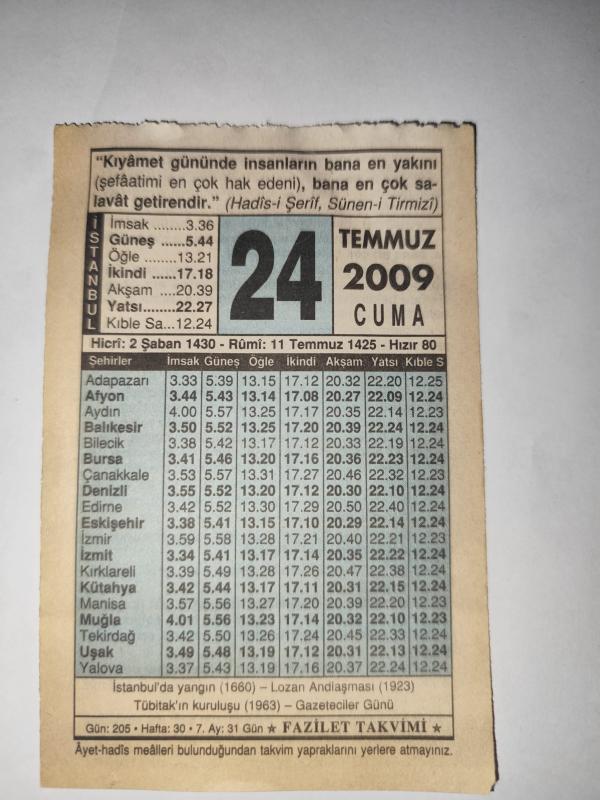 “Kıyâmet gününde insanların bana en yakını
(şefâatimi en çok hak edeni), bana en çok sa-
lavât getirendir.” (Hadîs-i Şerîf, Sünen-i Tirmizî)
İSTANBUL
İmsak ........3.36
Güneş ......5.44
Öğle ........13.21
İkindi ......17.18
Akşam ....20.39
Yatsı........22.27
Kıble Sa...12.24
24
TEMMUZ
2009
CUMA
Hicrî: 2 Şaban 1430 - Rûmî: 11 Temmuz 1425 - Hızır 80
Şehirler İmsak Güneş Öğle İkindi Akşam Yatsı Kıble S
Adapazarı 3.33 5.39 13.15 17.12 20.32 22.20 12.25
Afyon 3.44 5.43 13.14 17.08 20.27 22.09 12.24
Aydın 4.00 5.57 13.25 17.17 20.35 22.14 12.23
Balıkesir 3.50 5.52 13.25 17.20 20.39 22.24 12.24
Bilecik 3.38 5.42 13.17 17.12 20.33 22.19 12.24
Bursa 3.41 5.46 13.20 17.16 20.36 22.23 12.24
Çanakkale 3.53 5.57 13.31 17.27 20.46 22.32 12.23
Denizli 3.55 5.52 13.20 17.12 20.30 22.10 12.24
Edirne 3.42 5.52 13.30 17.29 20.50 22.40 12.24
Eskişehir 3.38 5.41 13.15 17.10 20.29 22.14 12.24
İzmir 3.59 5.58 13.28 17.21 20.40 22.21 12.23
İzmit 3.34 5.41 13.17 17.14 20.35 22.22 12.24
Kırklareli 3.39 5.49 13.28 17.26 20.47 22.38 12.24
Kütahya 3.42 5.44 13.17 17.11 20.31 22.15 12.24
Manisa 3.57 5.56 13.27 17.20 20.39 22.20 12.23
Muğla 4.01 5.56 13.23 17.14 20.32 22.10 12.23
Tekirdağ 3.42 5.50 13.26 17.24 20.45 22.33 12.24
Uşak 3.49 5.48 13.19 17.12 20.31 22.13 12.24
Yalova 3.37 5.43 13.19 17.16 20.37 22.24 12.24
İstanbul'da yangın (1660) – Lozan Andlaşması (1923)
Tübitak'ın kuruluşu (1963) – Gazeteciler Günü
Gün: 205 • Hafta: 30 • 7. Ay: 31 Gün ★ FAZİLET TAKVİMİ ★
Âyet-hadîs meâlleri bulunduğundan takvim yapraklarını yerlere atmayınız.